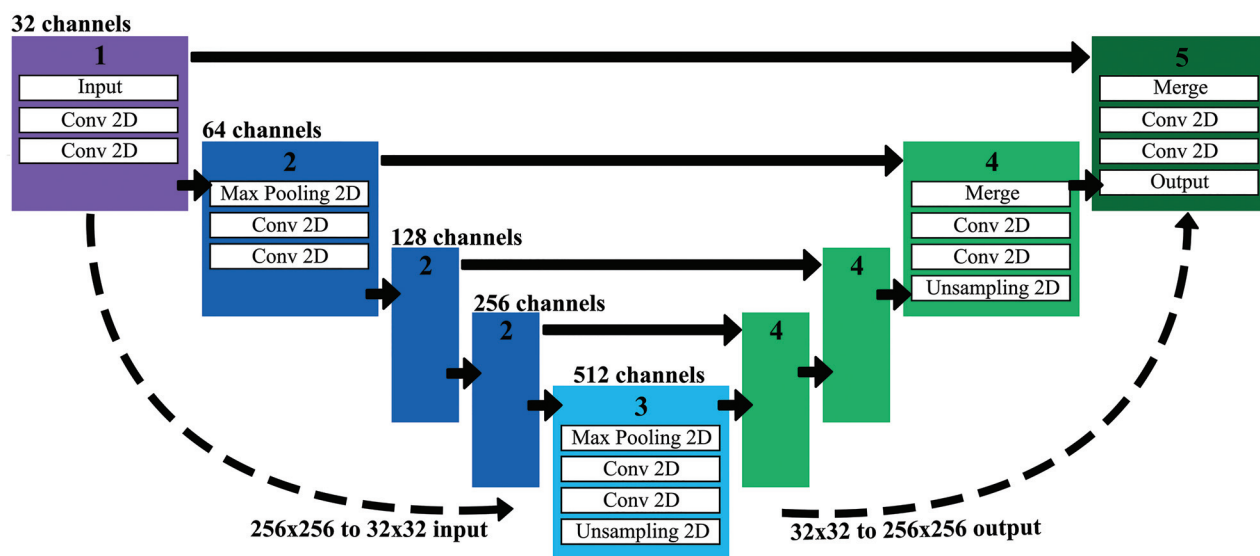 32 channels
1
Input
Conv 2D
Conv 2D
64 channels
2
Max Pooling 2D
Conv 2D
Conv 2D
128 channels
2
256 channels
2
512 channels
3
Max Pooling 2D
Conv 2D
Conv 2D
Unsampling 2D
4
4
4
Merge
Conv 2D
Conv 2D
Unsampling 2D
5
Merge
Conv 2D
Conv 2D
Output
256x256 to 32x32 input
32x32 to 256x256 output